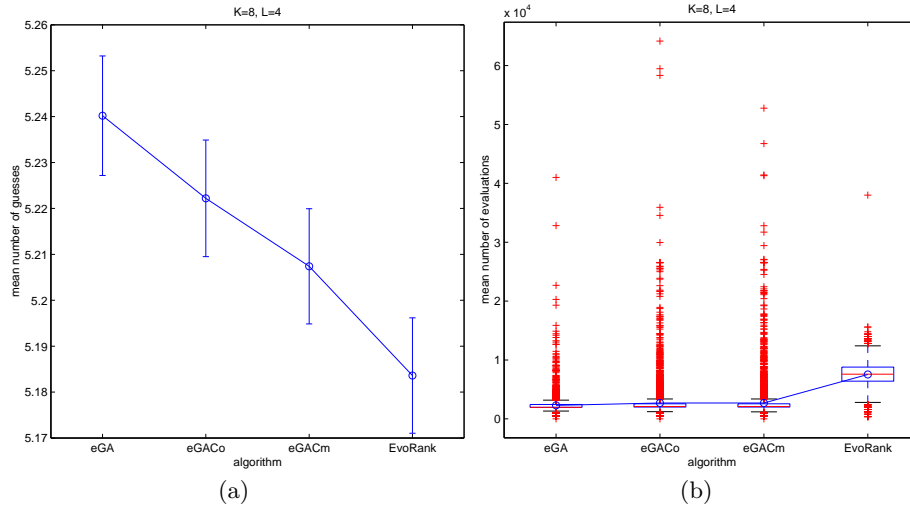 K=8, L=4
5.26
5.25
5.24
5.23
5.22
5.21
5.2
5.19
5.18
5.17
mean number of guesses
eGA eGACo eGACm EvoRank
algorithm
(a)
x 10^4
K=8, L=4
6
5
4
3
2
1
0
mean number of evaluations
eGA eGACo eGACm EvoRank
algorithm
(b)